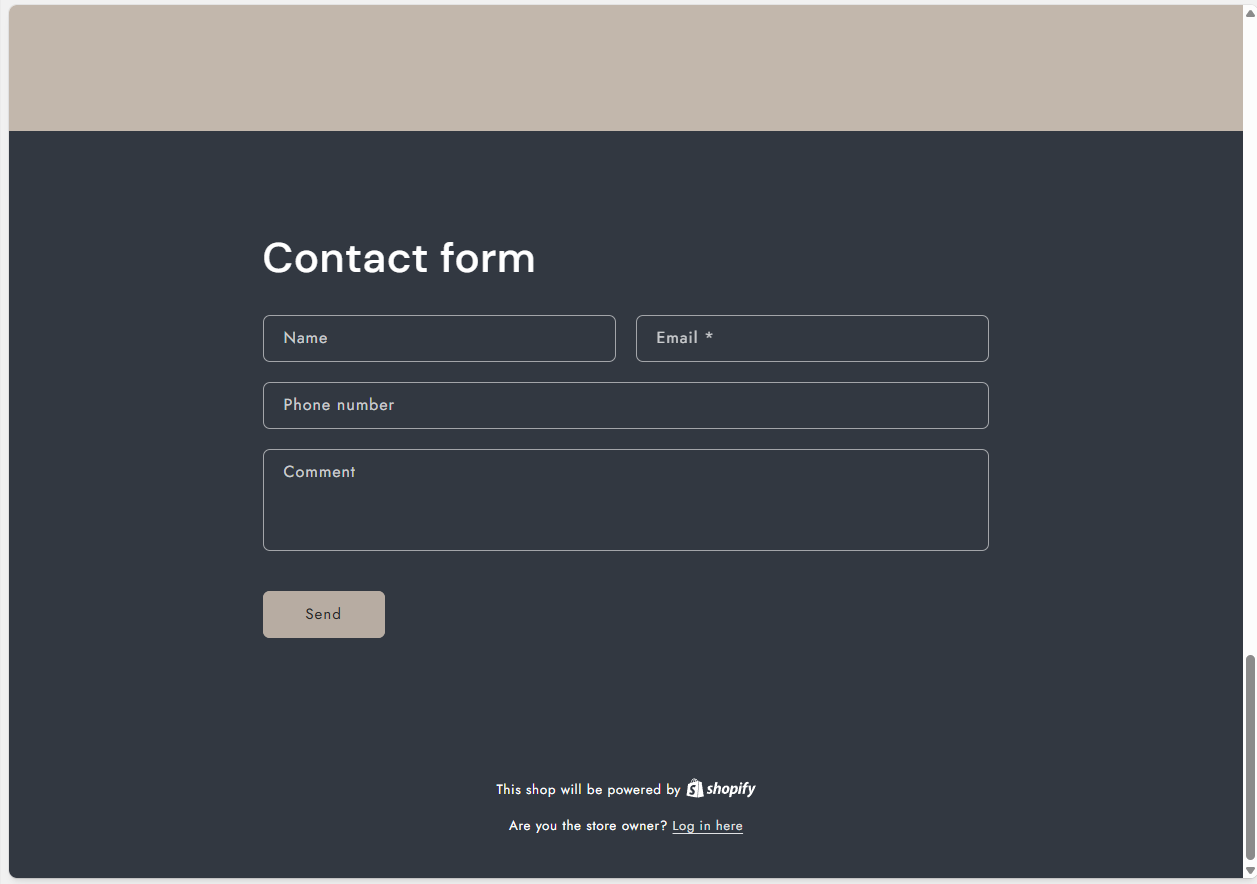 Contact form
Name
Email *
Phone number
Comment
Send
This shop will be powered by shopify
Are you the store owner? Log in here